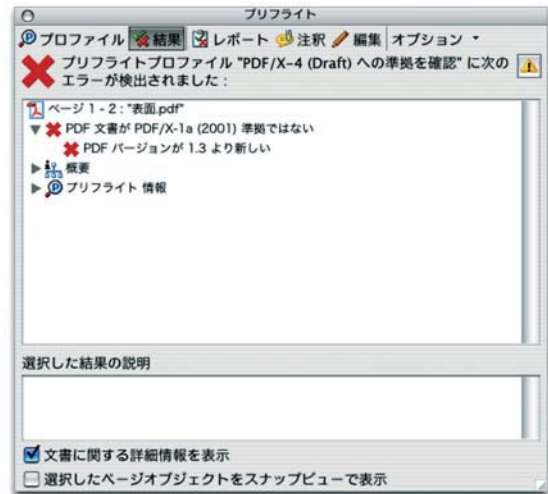 プリフライト
プロファイル 結果 レポート 注釈 編集 オプション
プリフライトプロファイル "PDF/X-4 (Draft) への準拠を確認" に次の
エラーが検出されました :
ページ 1 - 2 : "表面.pdf"
PDF 文書が PDF/X-1a (2001) 準拠ではない
PDF バージョンが 1.3 より新しい
概要
プリフライト 情報
選択した結果の説明
文書に関する詳細情報を表示
選択したページオブジェクトをスナップビューで表示